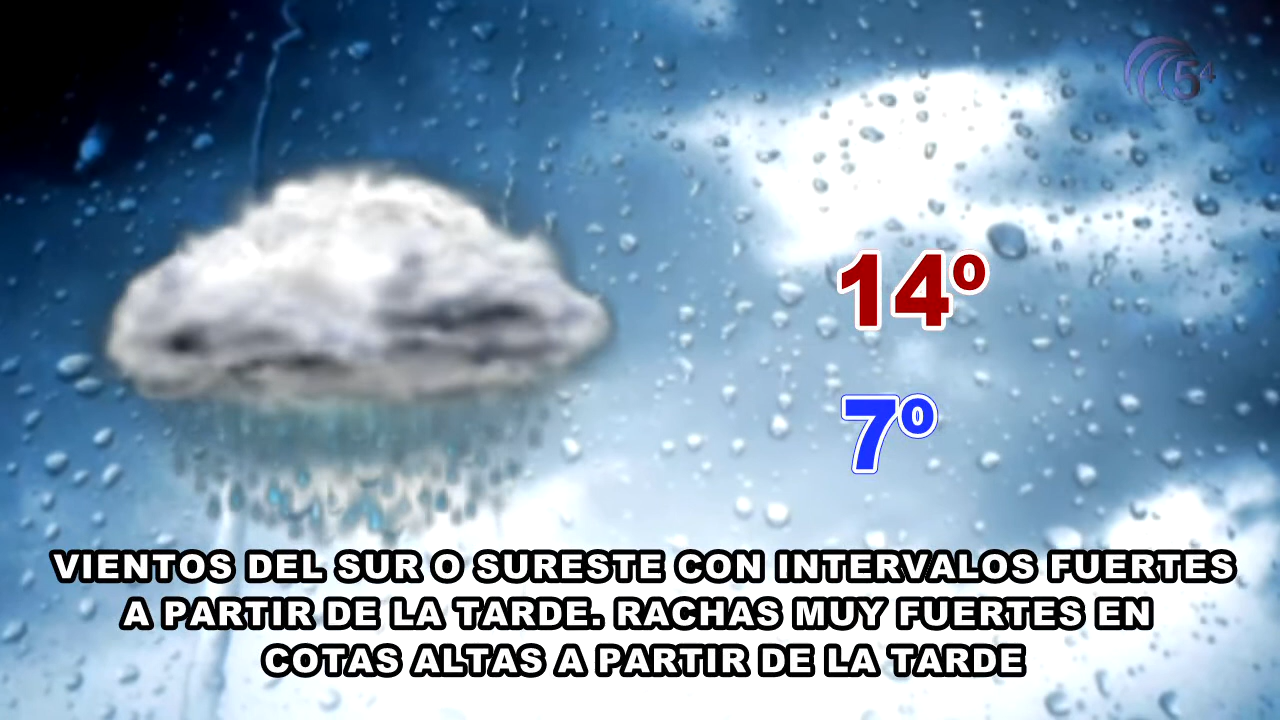 54
14º
7º
VIENTOS DEL SUR O SURESTE CON INTERVALOS FUERTES
A PARTIR DE LA TARDE. RACHAS MUY FUERTES EN
COTAS ALTAS A PARTIR DE LA TARDE